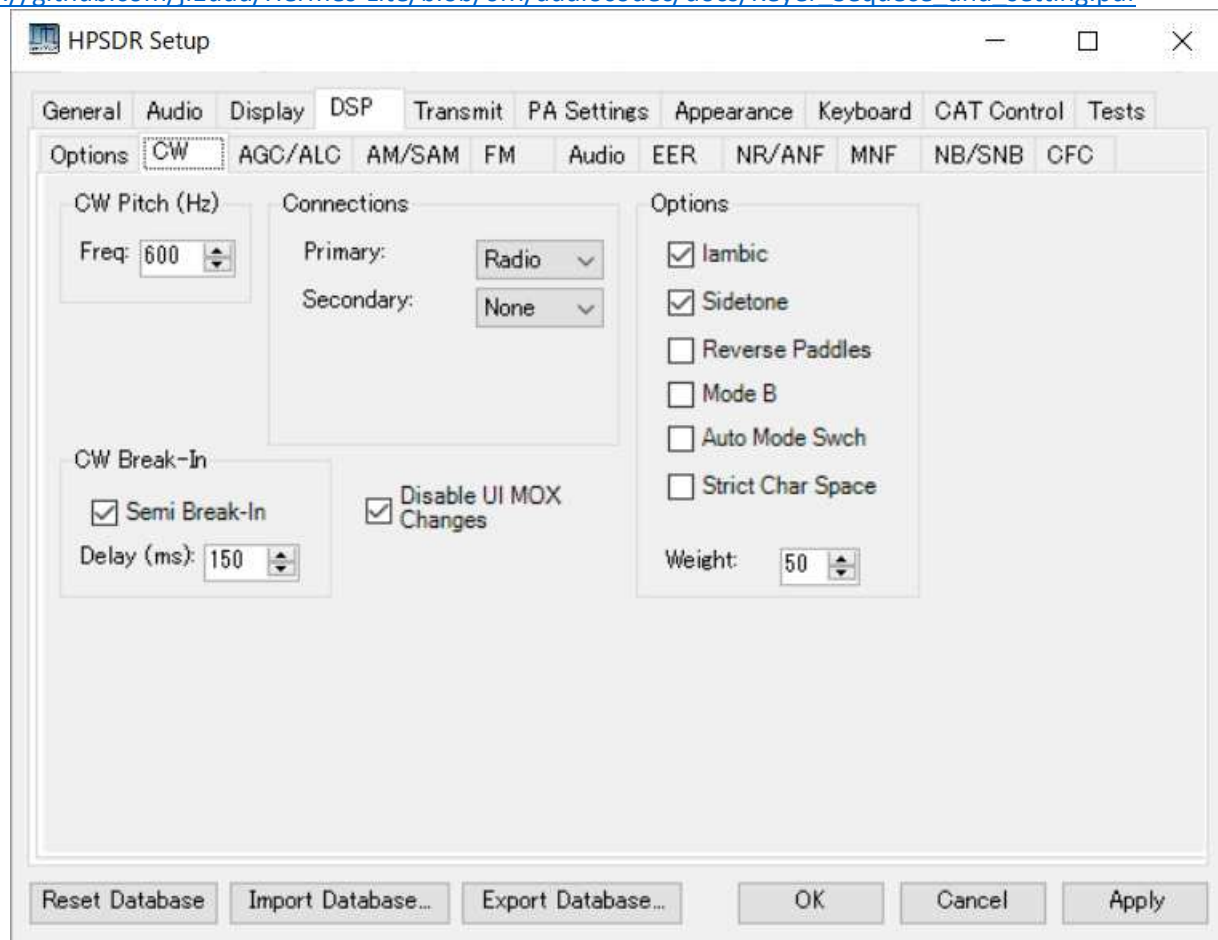 HPSDR Setup
General Audio Display DSP Transmit PA Settings Appearance Keyboard CAT Control Tests
Options CW AGC/ALC AM/SAM FM Audio EER NR/ANF MNF NB/SNB CFC
CW Pitch (Hz)
Freq: 600
Connections
Primary: Radio
Secondary: None
Options
Iambic
Sidetone
Reverse Paddles
Mode B
Auto Mode Swch
Strict Char Space
Weight: 50
CW Break-In
Semi Break-In
Delay (ms): 150
Disable UI MOX
Changes
Reset Database Import Database... Export Database... OK Cancel Apply